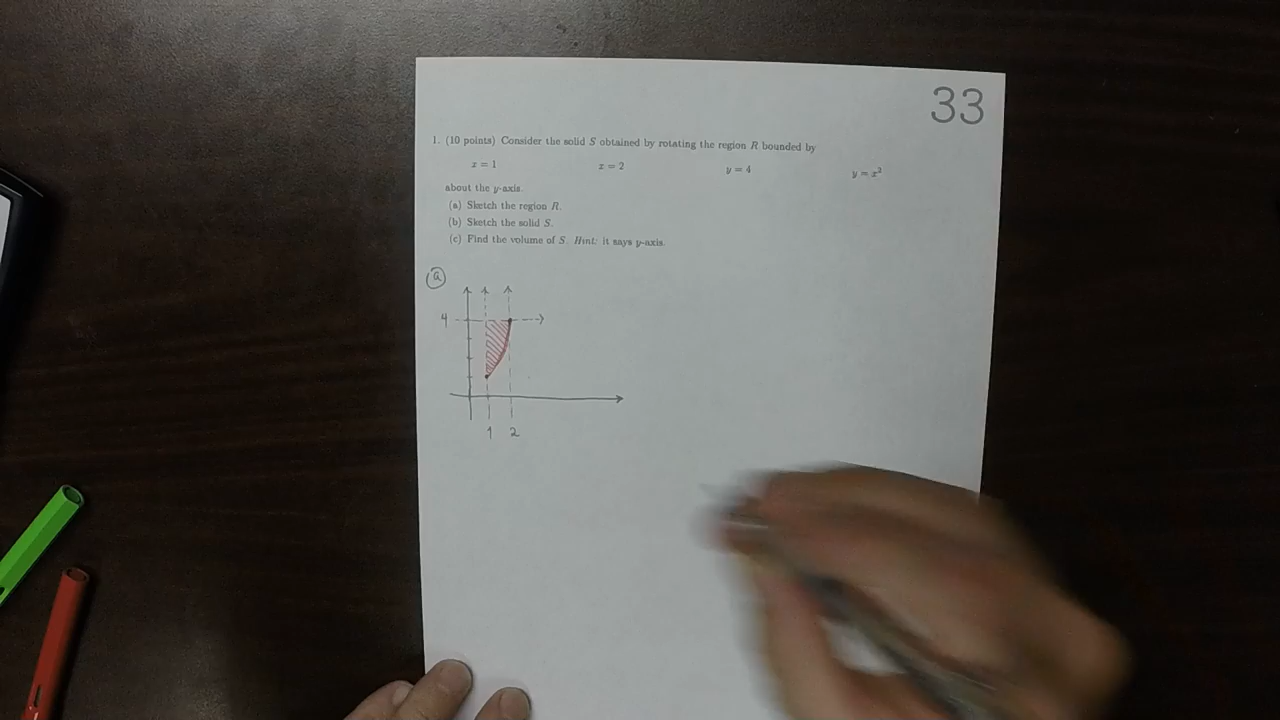 33
1. (10 points) Consider the solid S obtained by rotating the region R bounded by
x = 1 x = 2 y = 4 y = x²
about the y-axis.
(a) Sketch the region R.
(b) Sketch the solid S.
(c) Find the volume of S. Hint: it says y-axis.
(a)
4
1 2